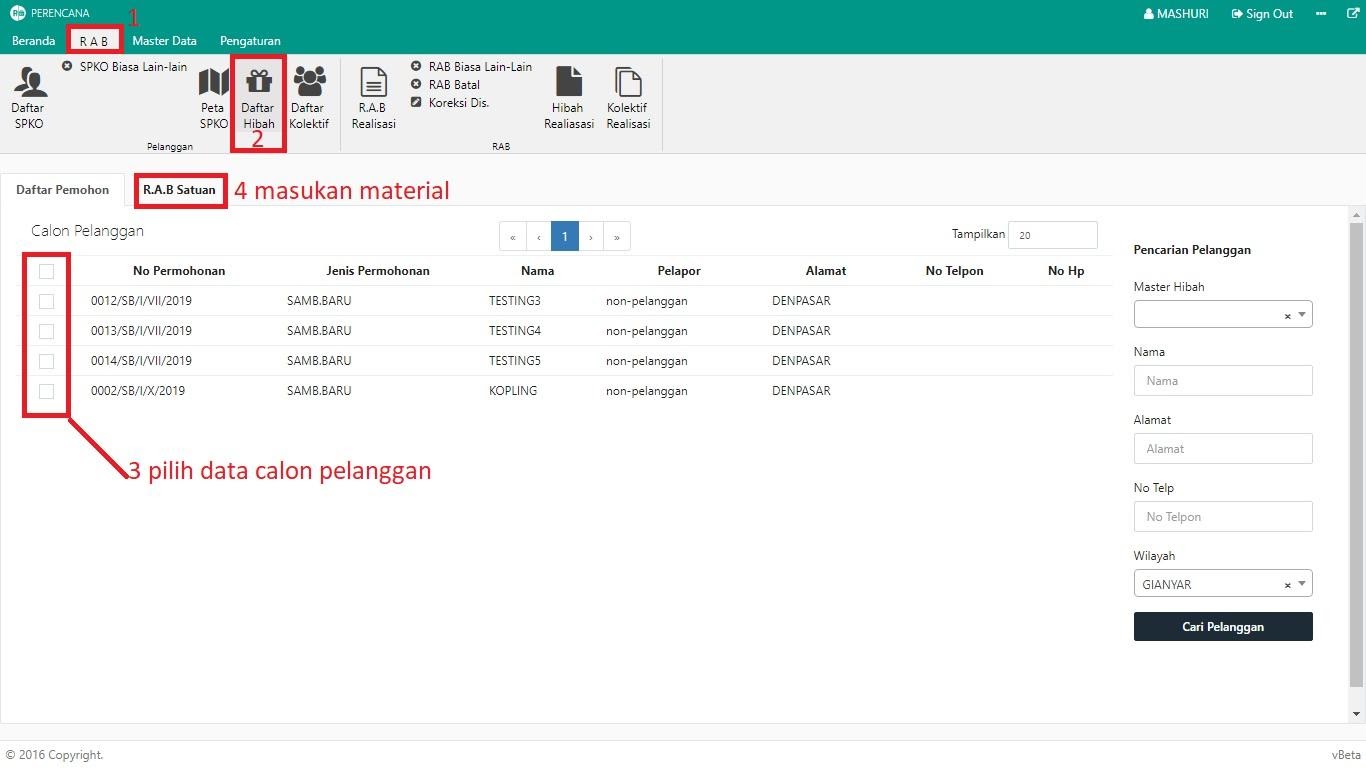 PERENCANA
MASHURI Sign Out
1
Beranda R A B Master Data Pengaturan
SPKO Biasa Lain-lain
Daftar SPKO
Peta SPKO
Daftar Hibah
2
Daftar Kolektif
Pelanggan
R.A.B Realisasi
RAB Biasa Lain-Lain
RAB Batal
Koreksi Dis.
Hibah Realiasasi
Kolektif Realisasi
RAB
Daftar Pemohon R.A.B Satuan 4 masukan material
Calon Pelanggan « ‹ 1 › » Tampilkan 20
No Permohonan Jenis Permohonan Nama Pelapor Alamat No Telpon No Hp
0012/SB/I/VII/2019 SAMB.BARU TESTING3 non-pelanggan DENPASAR
0013/SB/I/VII/2019 SAMB.BARU TESTING4 non-pelanggan DENPASAR
0014/SB/I/VII/2019 SAMB.BARU TESTING5 non-pelanggan DENPASAR
0002/SB/I/X/2019 SAMB.BARU KOPLING non-pelanggan DENPASAR
3 pilih data calon pelanggan
Pencarian Pelanggan
Master Hibah
×
Nama
Nama
Alamat
Alamat
No Telp
No Telpon
Wilayah
GIANYAR ×
Cari Pelanggan
© 2016 Copyright. vBeta